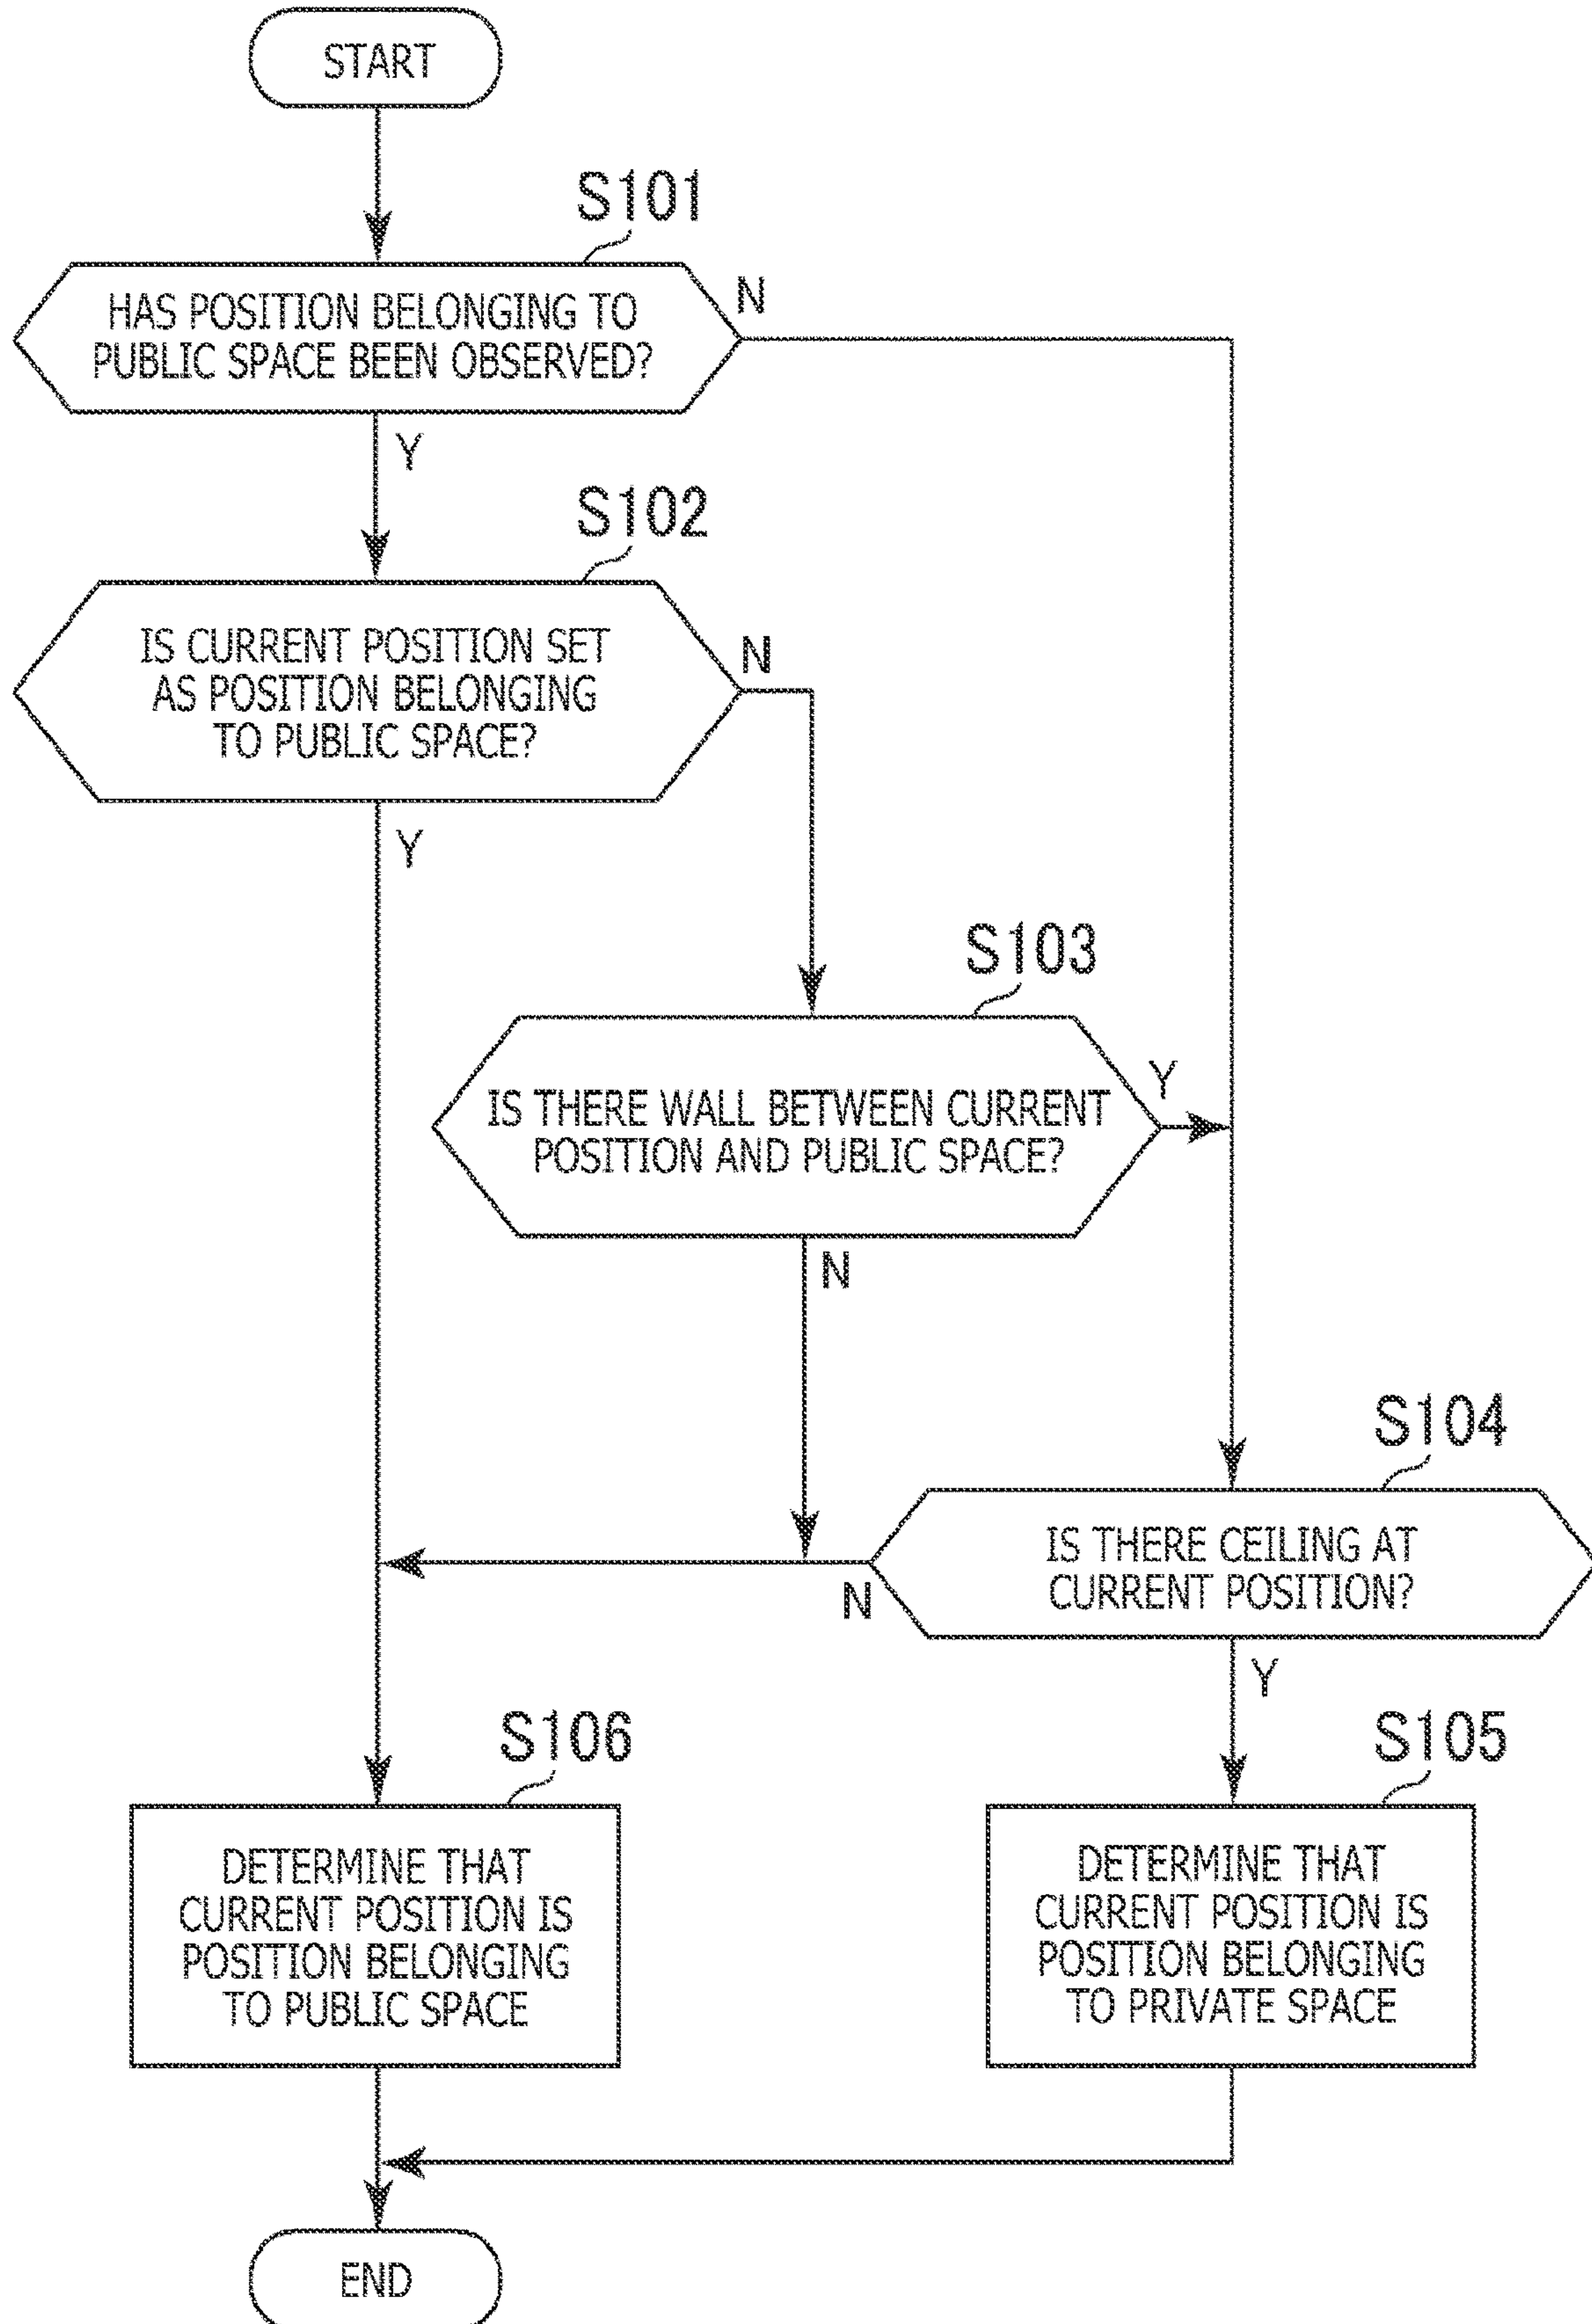 START
S101
HAS POSITION BELONGING TO
PUBLIC SPACE BEEN OBSERVED?
N
Y
S102
IS CURRENT POSITION SET
AS POSITION BELONGING
TO PUBLIC SPACE?
N
Y
S103
IS THERE WALL BETWEEN CURRENT
POSITION AND PUBLIC SPACE?
Y
N
S104
IS THERE CEILING AT
CURRENT POSITION?
N
Y
S106
DETERMINE THAT
CURRENT POSITION IS
POSITION BELONGING
TO PUBLIC SPACE
S105
DETERMINE THAT
CURRENT POSITION IS
POSITION BELONGING
TO PRIVATE SPACE
END